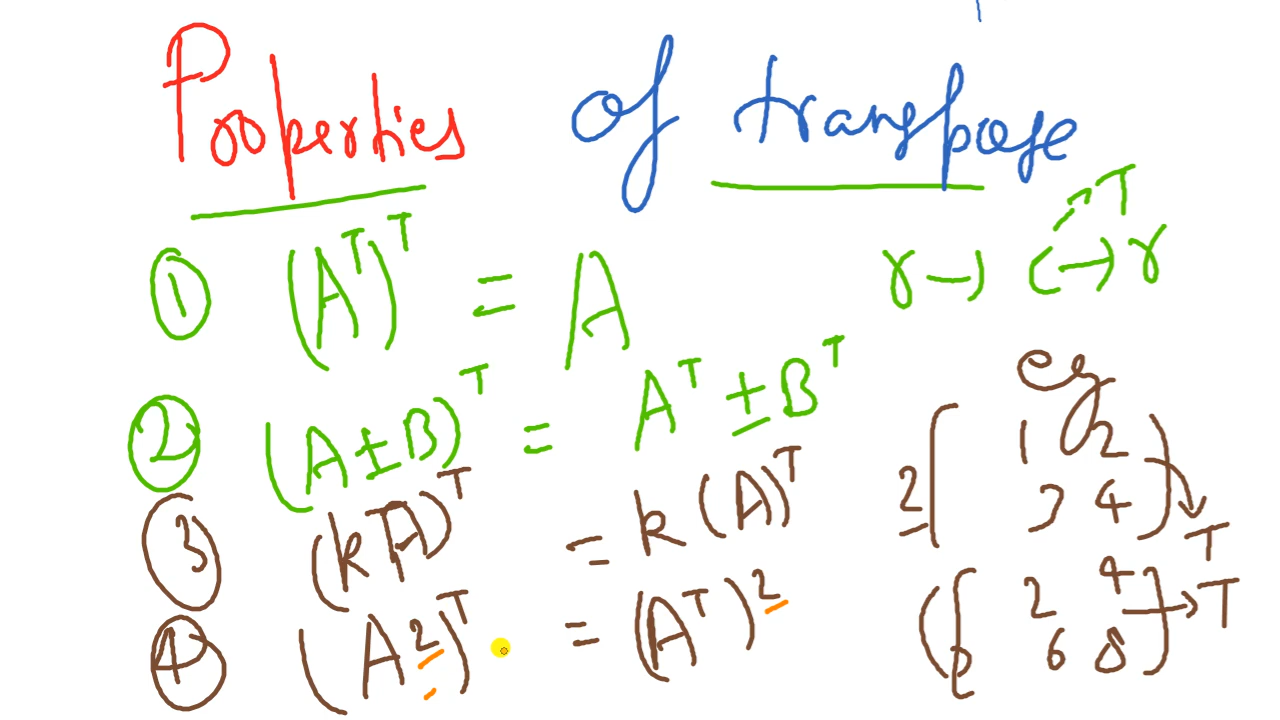 Properties of transpose
① (Aᵀ)ᵀ = A r → c → r T
② (A ± B)ᵀ = Aᵀ ± Bᵀ
eg
2 [ 1 2
3 4 ) → T
③ (kA)ᵀ = k (A)ᵀ
④ (A²)ᵀ = (Aᵀ)²
( [ 2 4
6 8 ] → T